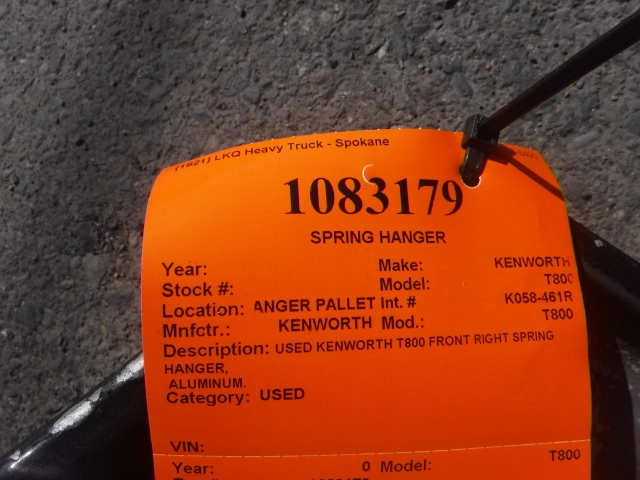 (1821) LKQ Heavy Truck - Spokane
1083179
SPRING HANGER
Year: Make: KENWORTH
Stock #: Model: T800
Location: ANGER PALLET Int. # K058-461R
Mnfctr.: KENWORTH Mod.: T800
Description: USED KENWORTH T800 FRONT RIGHT SPRING
HANGER,
ALUMINUM.
Category: USED
VIN:
Year: 0 Model: T800